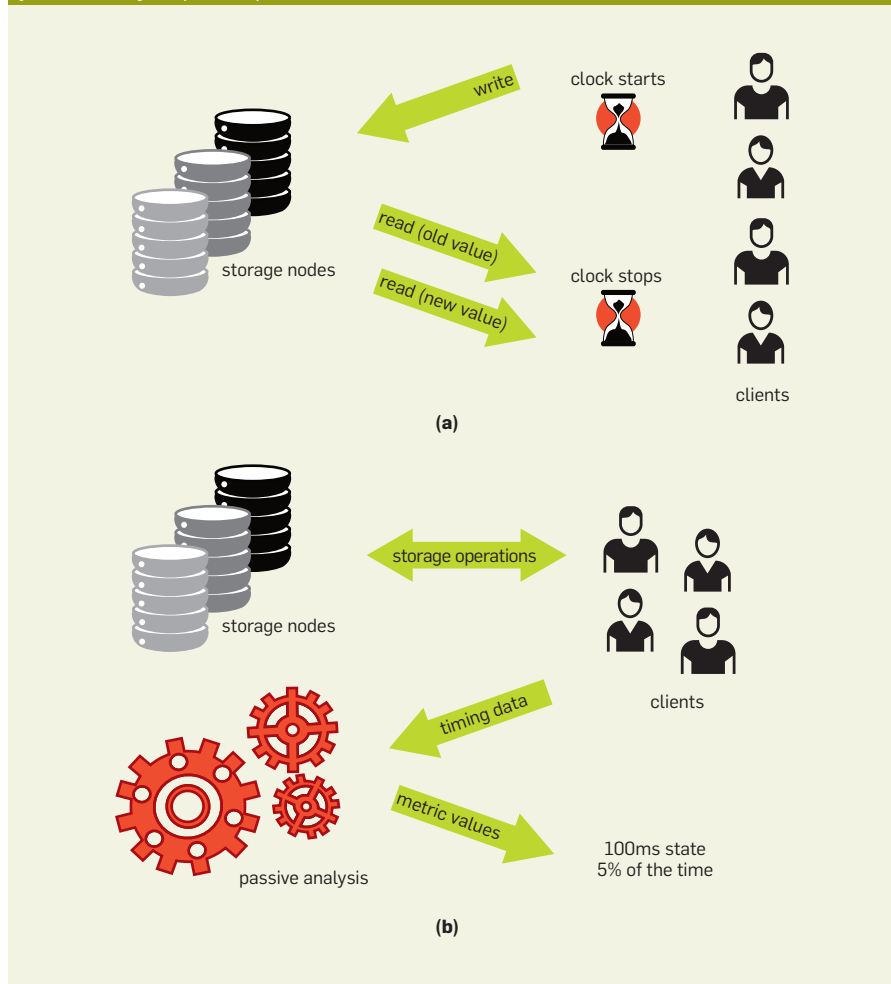 write
clock starts
storage nodes
read (old value)
read (new value)
clock stops
clients
(a)
storage nodes
storage operations
clients
timing data
metric values
passive analysis
100ms state
5% of the time
(b)